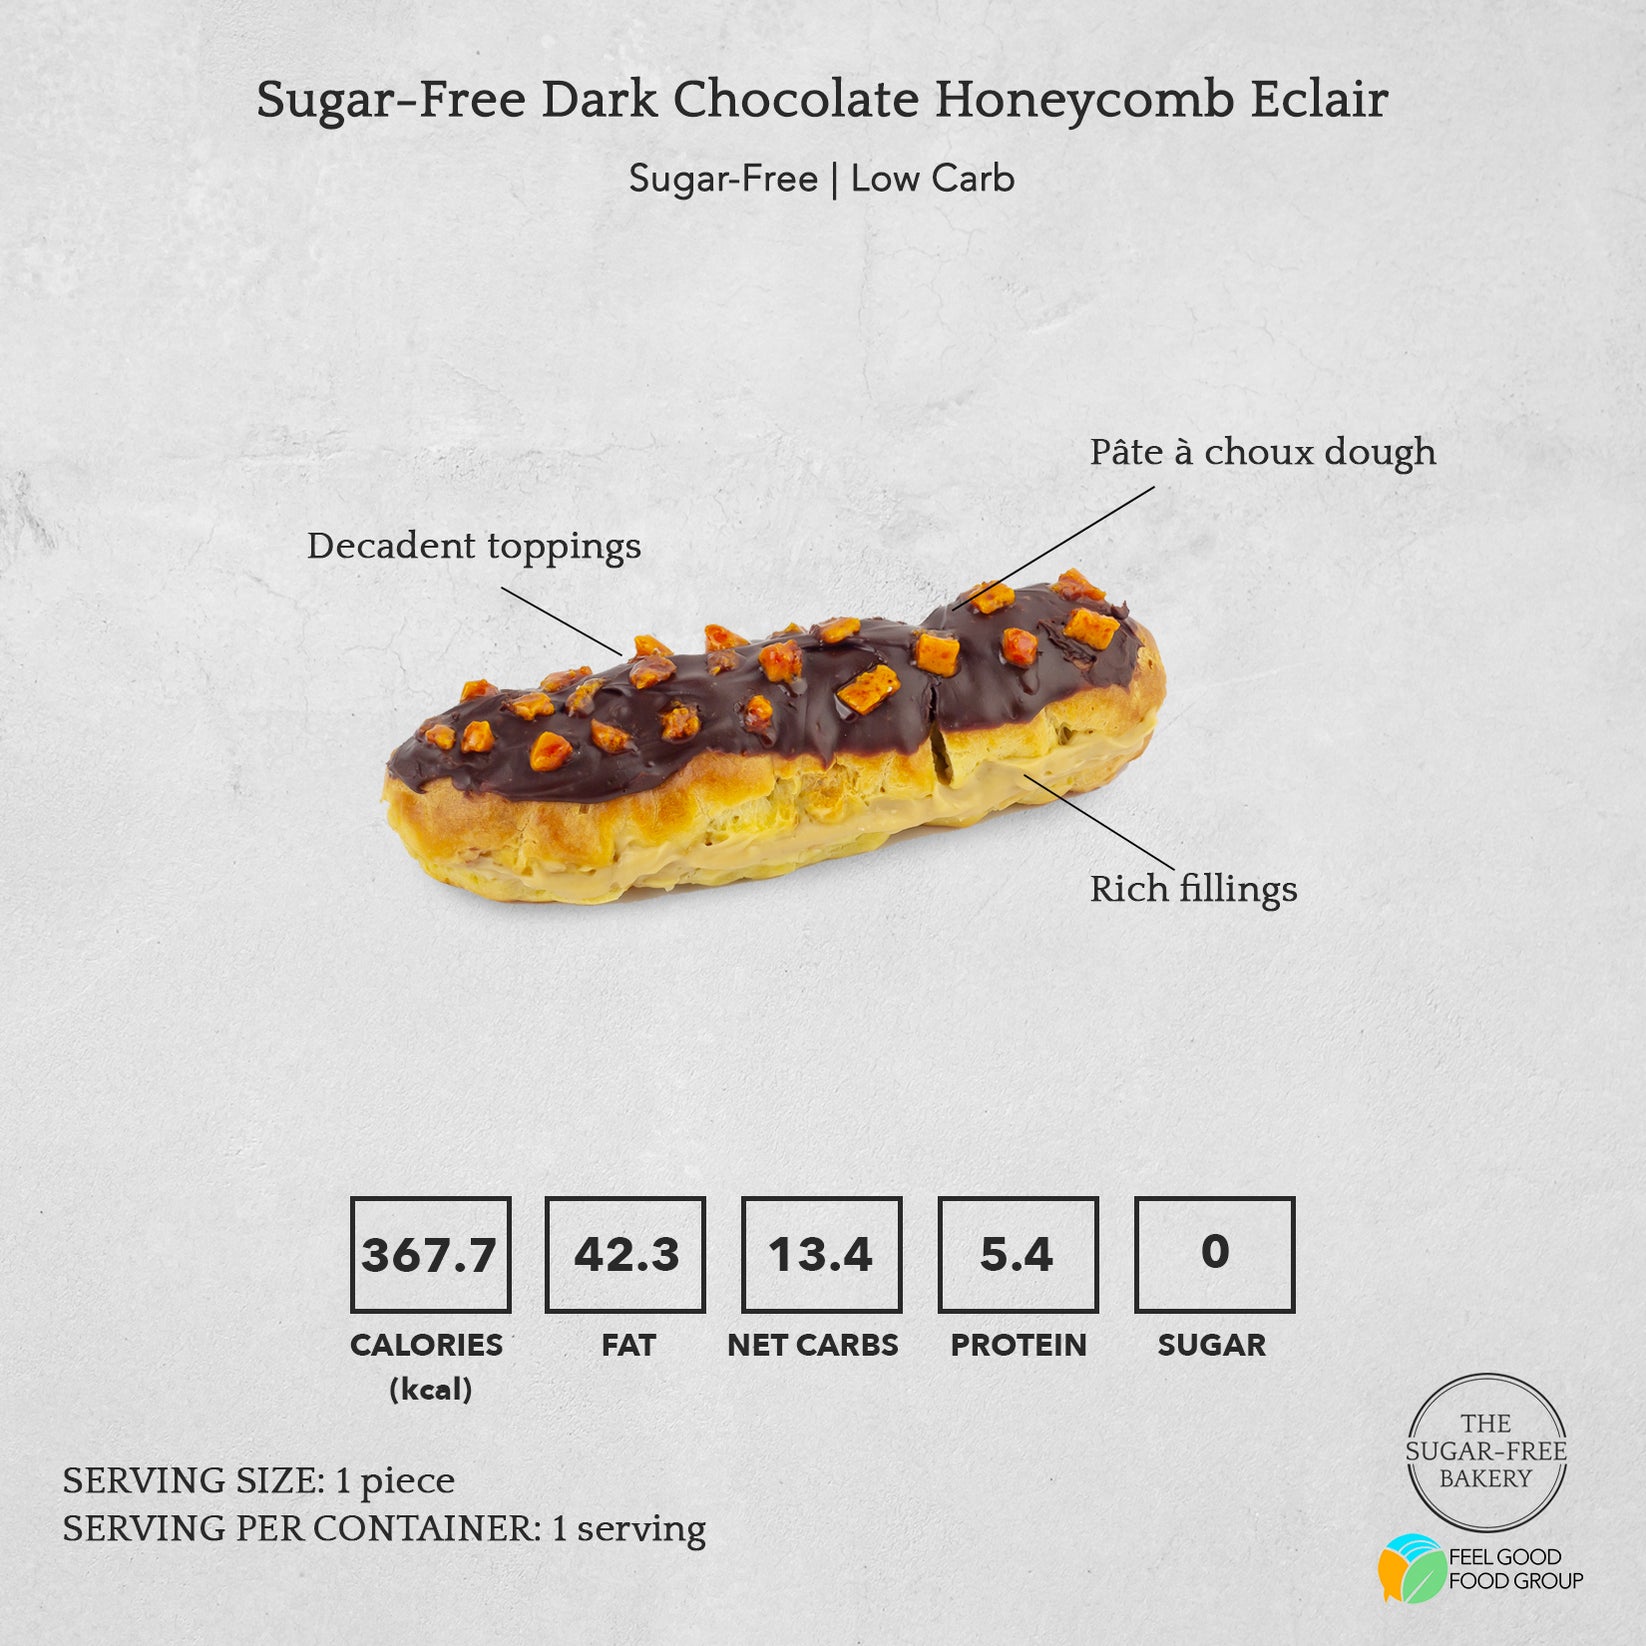 Sugar-Free Dark Chocolate Honeycomb Eclair
Sugar-Free | Low Carb
Pâte à choux dough
Decadent toppings
Rich fillings
367.7 42.3 13.4 5.4 0
CALORIES FAT NET CARBS PROTEIN SUGAR
(kcal)
SERVING SIZE: 1 piece
SERVING PER CONTAINER: 1 serving
THE
SUGAR-FREE
BAKERY
FEEL GOOD
FOOD GROUP